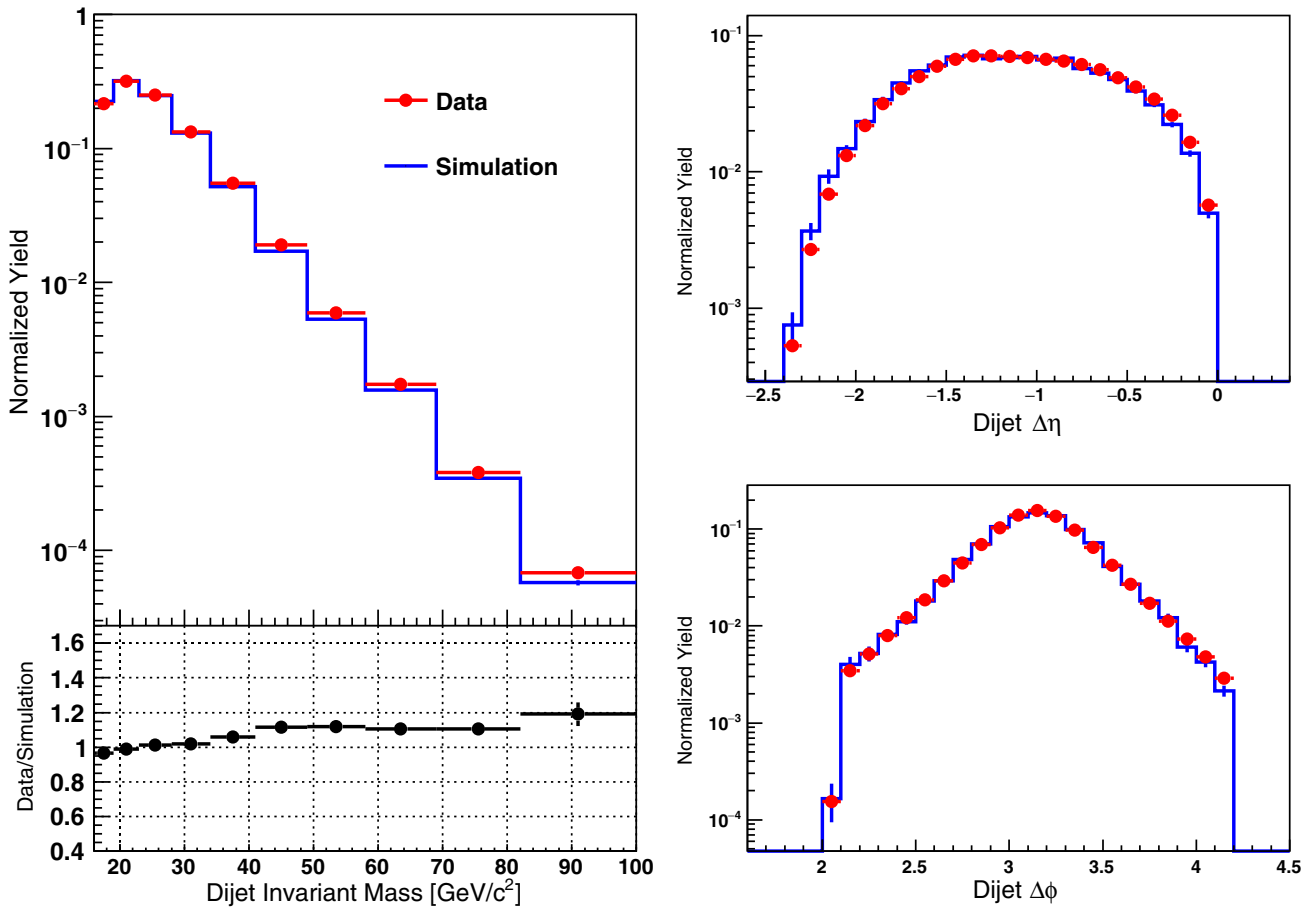 1
10⁻¹
10⁻²
10⁻³
10⁻⁴
Normalized Yield
Data
Simulation
1.6
1.4
1.2
1
0.8
0.6
0.4
Data/Simulation
20 30 40 50 60 70 80 90 100
Dijet Invariant Mass [GeV/c²]
10⁻¹
10⁻²
10⁻³
Normalized Yield
−2.5 −2 −1.5 −1 −0.5 0
Dijet Δη
10⁻¹
10⁻²
10⁻³
10⁻⁴
Normalized Yield
2 2.5 3 3.5 4 4.5
Dijet Δϕ